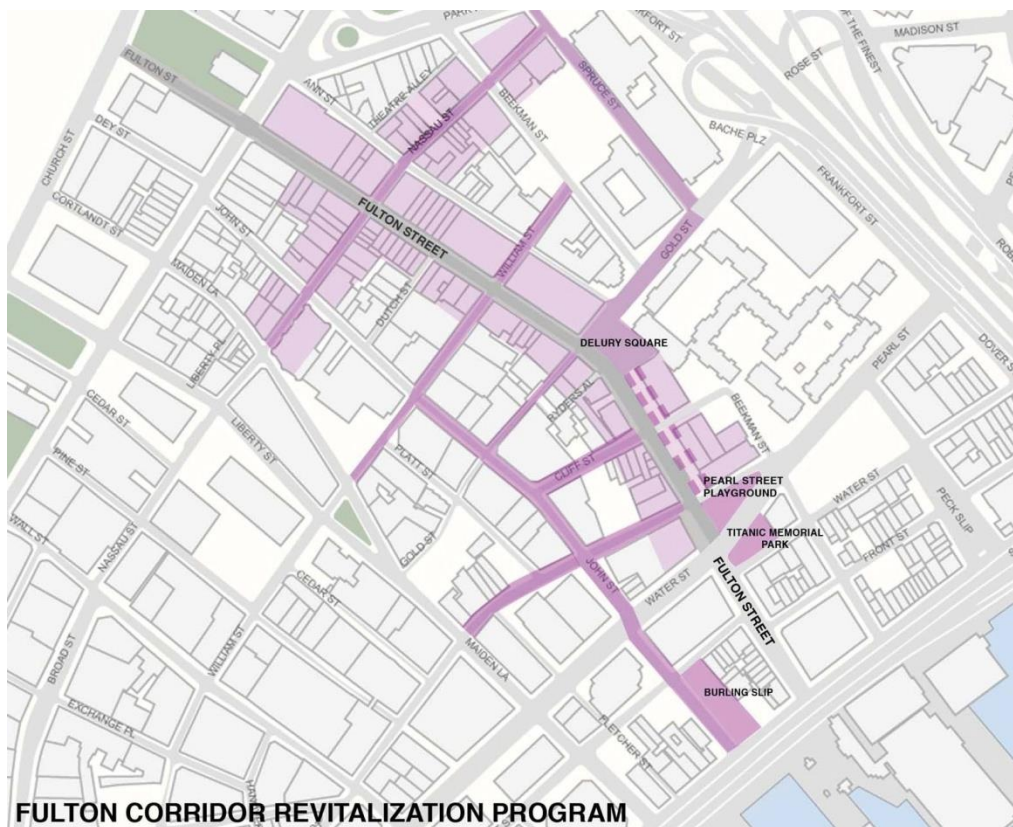 PARK
FRANKFORT ST
OF THE FINEST
MADISON ST
ROSE ST
FULTON ST
ANN ST
THEATRE ALLEY
SPRUCE ST
BEEKMAN ST
NASSAU ST
BACHE PLZ
CHURCH ST
DEY ST
FRANKFORT ST
CORTLANDT ST
JOHN ST
FULTON STREET
WILLIAM ST
GOLD ST
MAIDEN LA
DUTCH ST
LIBERTY PL
DELURY SQUARE
PEARL ST
DOVER S
RYDERS AL
BEEKMAN ST
CEDAR ST
LIBERTY ST
PLATT ST
CLIFF ST
PINE ST
PEARL STREET
PLAYGROUND
WATER ST
PECK SLIP
WALL ST
NASSAU ST
GOLD ST
TITANIC MEMORIAL
PARK
FRONT ST
CEDAR ST
JOHN ST
WATER ST
FULTON STREET
BROAD ST
WILLIAM ST
MAIDEN LA
BURLING SLIP
EXCHANGE PL
FLETCHER ST
FULTON CORRIDOR REVITALIZATION PROGRAM